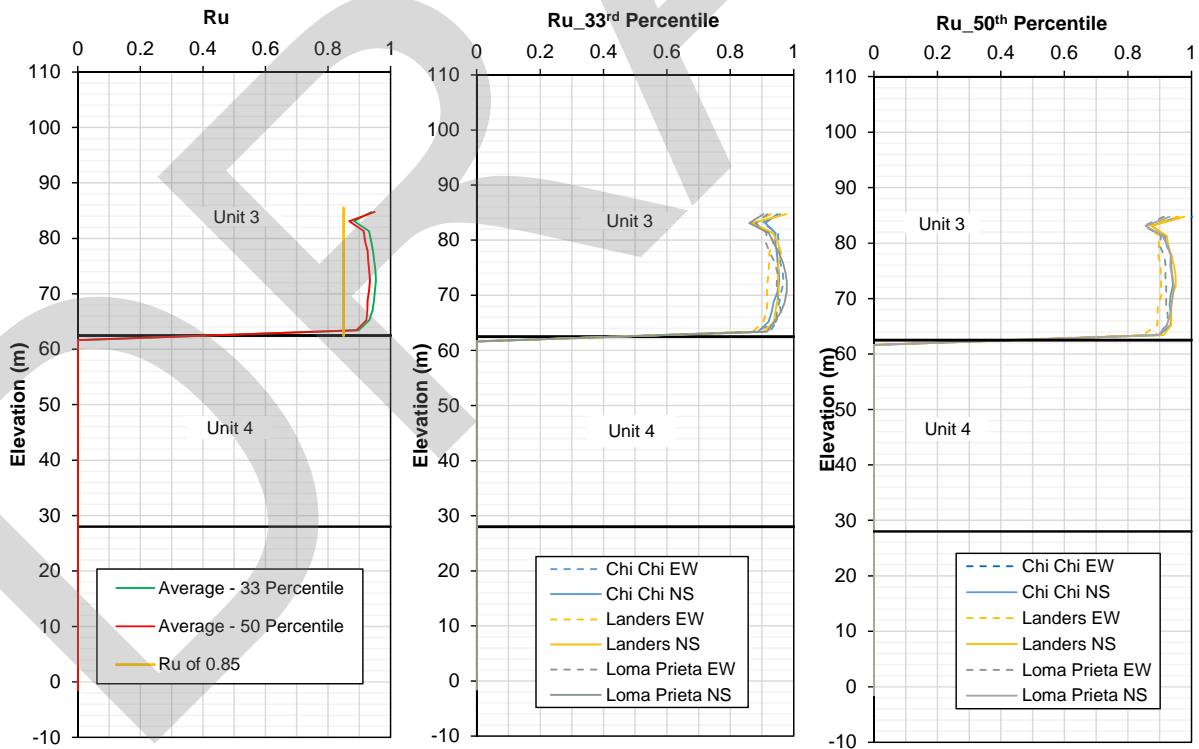 Ru
0 0.2 0.4 0.6 0.8 1
110
100
90
80
70
60
50
40
30
20
10
0
-10
Elevation (m)
Unit 3
Unit 4
Average - 33 Percentile
Average - 50 Percentile
Ru of 0.85
Ru_33rd Percentile
0 0.2 0.4 0.6 0.8 1
110
100
90
80
70
60
50
40
30
20
10
0
-10
Elevation (m)
Unit 3
Unit 4
Chi Chi EW
Chi Chi NS
Landers EW
Landers NS
Loma Prieta EW
Loma Prieta NS
Ru_50th Percentile
0 0.2 0.4 0.6 0.8 1
110
100
90
80
70
60
50
40
30
20
10
0
-10
Elevation (m)
Unit 3
Unit 4
Chi Chi EW
Chi Chi NS
Landers EW
Landers NS
Loma Prieta EW
Loma Prieta NS